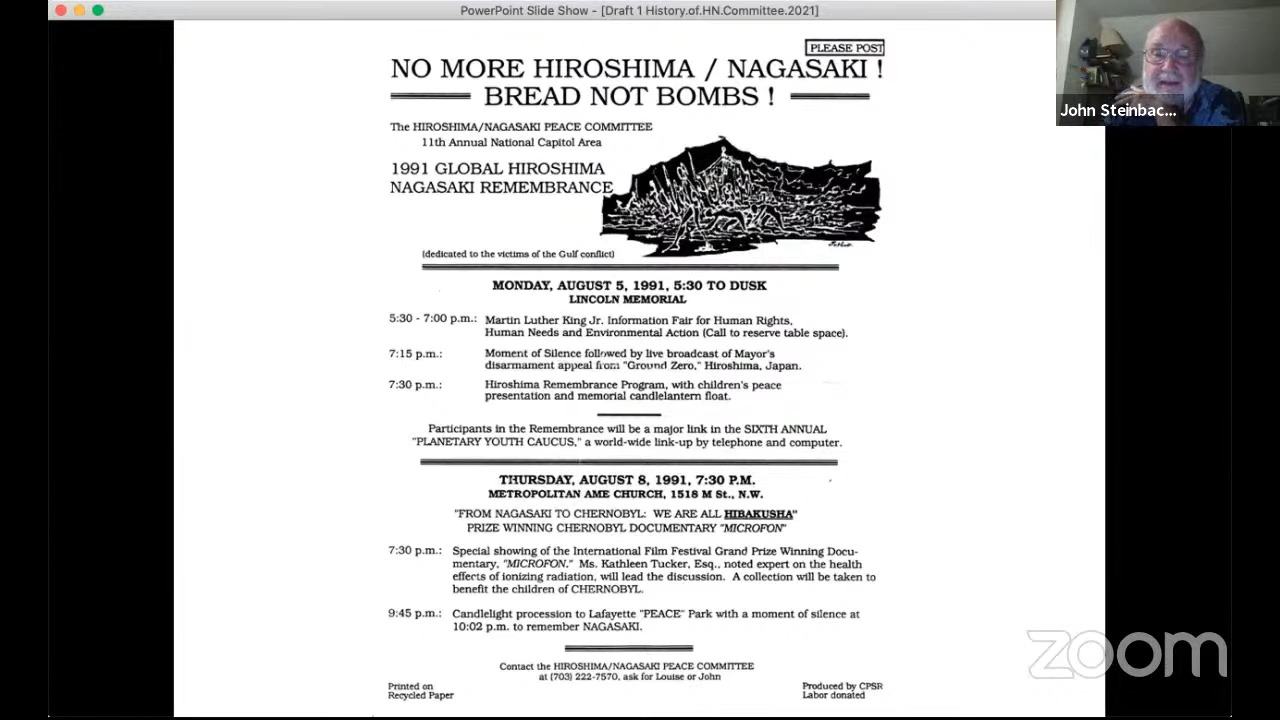 PowerPoint Slide Show - [Draft 1 History.of.HN.Committee.2021]
John Steinbac...
PLEASE POST
NO MORE HIROSHIMA / NAGASAKI !
BREAD NOT BOMBS !
The HIROSHIMA/NAGASAKI PEACE COMMITTEE
11th Annual National Capitol Area
1991 GLOBAL HIROSHIMA
NAGASAKI REMEMBRANCE
(dedicated to the victims of the Gulf conflict)
MONDAY, AUGUST 5, 1991, 5:30 TO DUSK
LINCOLN MEMORIAL
5:30 - 7:00 p.m.: Martin Luther King Jr. Information Fair for Human Rights,
Human Needs and Environmental Action (Call to reserve table space).
7:15 p.m.: Moment of Silence followed by live broadcast of Mayor's
disarmament appeal from "Ground Zero," Hiroshima, Japan.
7:30 p.m.: Hiroshima Remembrance Program, with children's peace
presentation and memorial candlelantern float.
Participants in the Remembrance will be a major link in the SIXTH ANNUAL
"PLANETARY YOUTH CAUCUS," a world-wide link-up by telephone and computer.
THURSDAY, AUGUST 8, 1991, 7:30 P.M.
METROPOLITAN AME CHURCH, 1518 M St., N.W.
"FROM NAGASAKI TO CHERNOBYL: WE ARE ALL HIBAKUSHA"
PRIZE WINNING CHERNOBYL DOCUMENTARY "MICROFON"
7:30 p.m.: Special showing of the International Film Festival Grand Prize Winning Docu-
mentary, "MICROFON." Ms. Kathleen Tucker, Esq., noted expert on the health
effects of ionizing radiation, will lead the discussion. A collection will be taken to
benefit the children of CHERNOBYL.
9:45 p.m.: Candlelight procession to Lafayette "PEACE" Park with a moment of silence at
10:02 p.m. to remember NAGASAKI.
Contact the HIROSHIMA/NAGASAKI PEACE COMMITTEE
at (703) 222-7570, ask for Louise or John
Printed on
Recycled Paper
Produced by CPSR
Labor donated
zoom